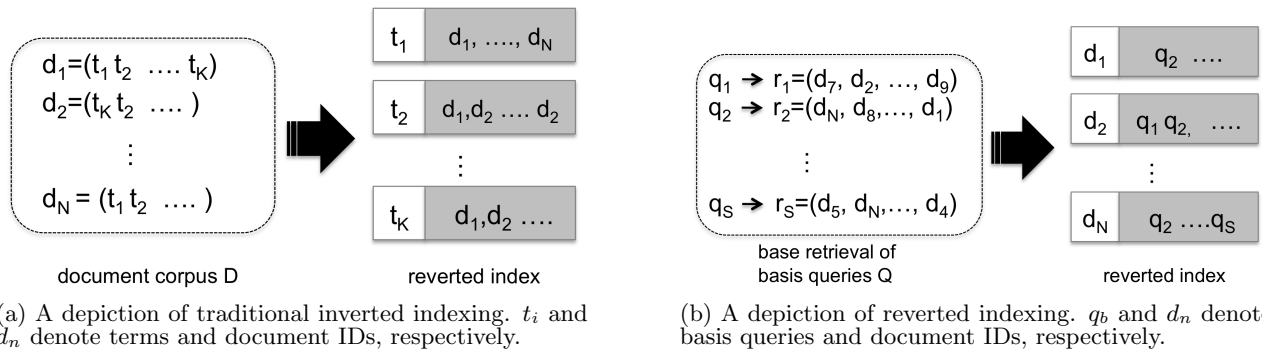 d1=(t1 t2 .... tK)
d2=(tK t2 .... )
⋮
dN = (t1 t2 .... )
document corpus D
t1 d1, …., dN
t2 d1,d2 …. d2
⋮
tK d1,d2 ….
reverted index
(a) A depiction of traditional inverted indexing. ti and
dn denote terms and document IDs, respectively.
q1 → r1=(d7, d2, …, d9)
q2 → r2=(dN, d8,…, d1)
⋮
qS → rS=(d5, dN,…, d4)
base retrieval of
basis queries Q
d1 q2 ….
d2 q1 q2, ….
⋮
dN q2 ….qS
reverted index
(b) A depiction of reverted indexing. qb and dn denote
basis queries and document IDs, respectively.